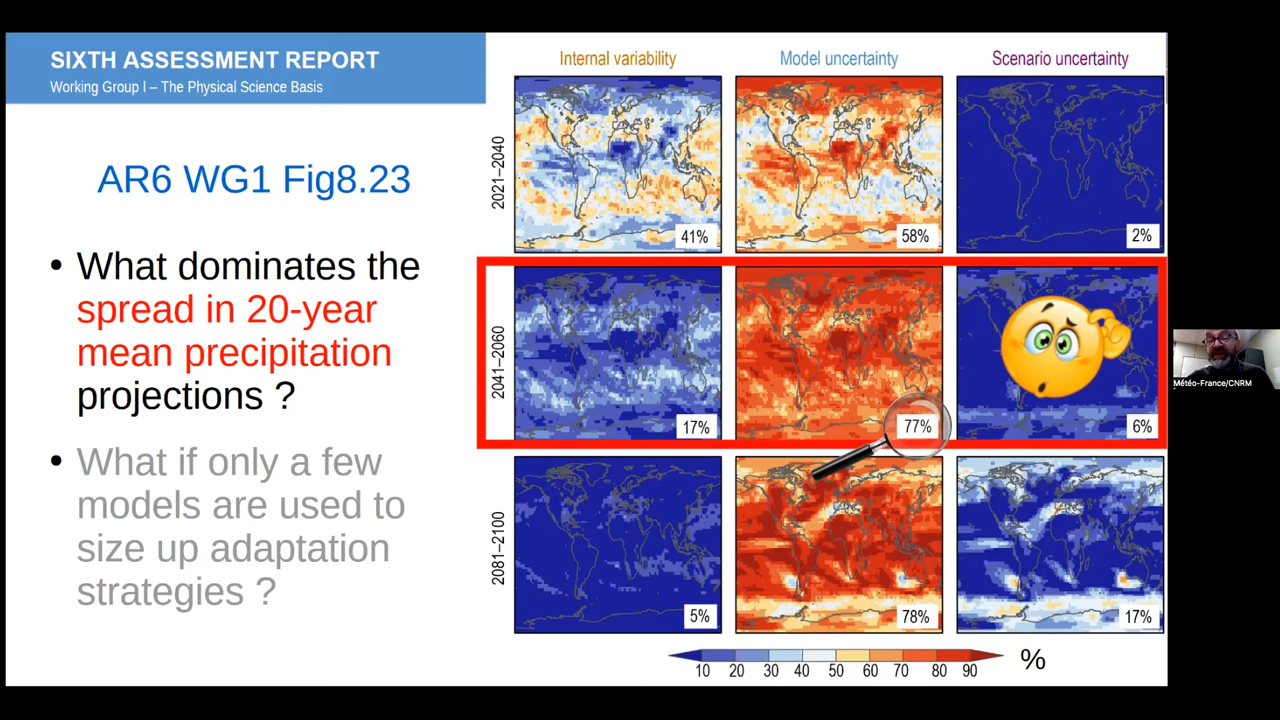 SIXTH ASSESSMENT REPORT
Working Group I – The Physical Science Basis
AR6 WG1 Fig8.23
• What dominates the
spread in 20-year
mean precipitation
projections ?
• What if only a few
models are used to
size up adaptation
strategies ?
Internal variability
Model uncertainty
Scenario uncertainty
2021–2040
41%
58%
2%
2041–2060
17%
77%
6%
2081–2100
5%
78%
17%
10 20 30 40 50 60 70 80 90
%
Météo-France/CNRM